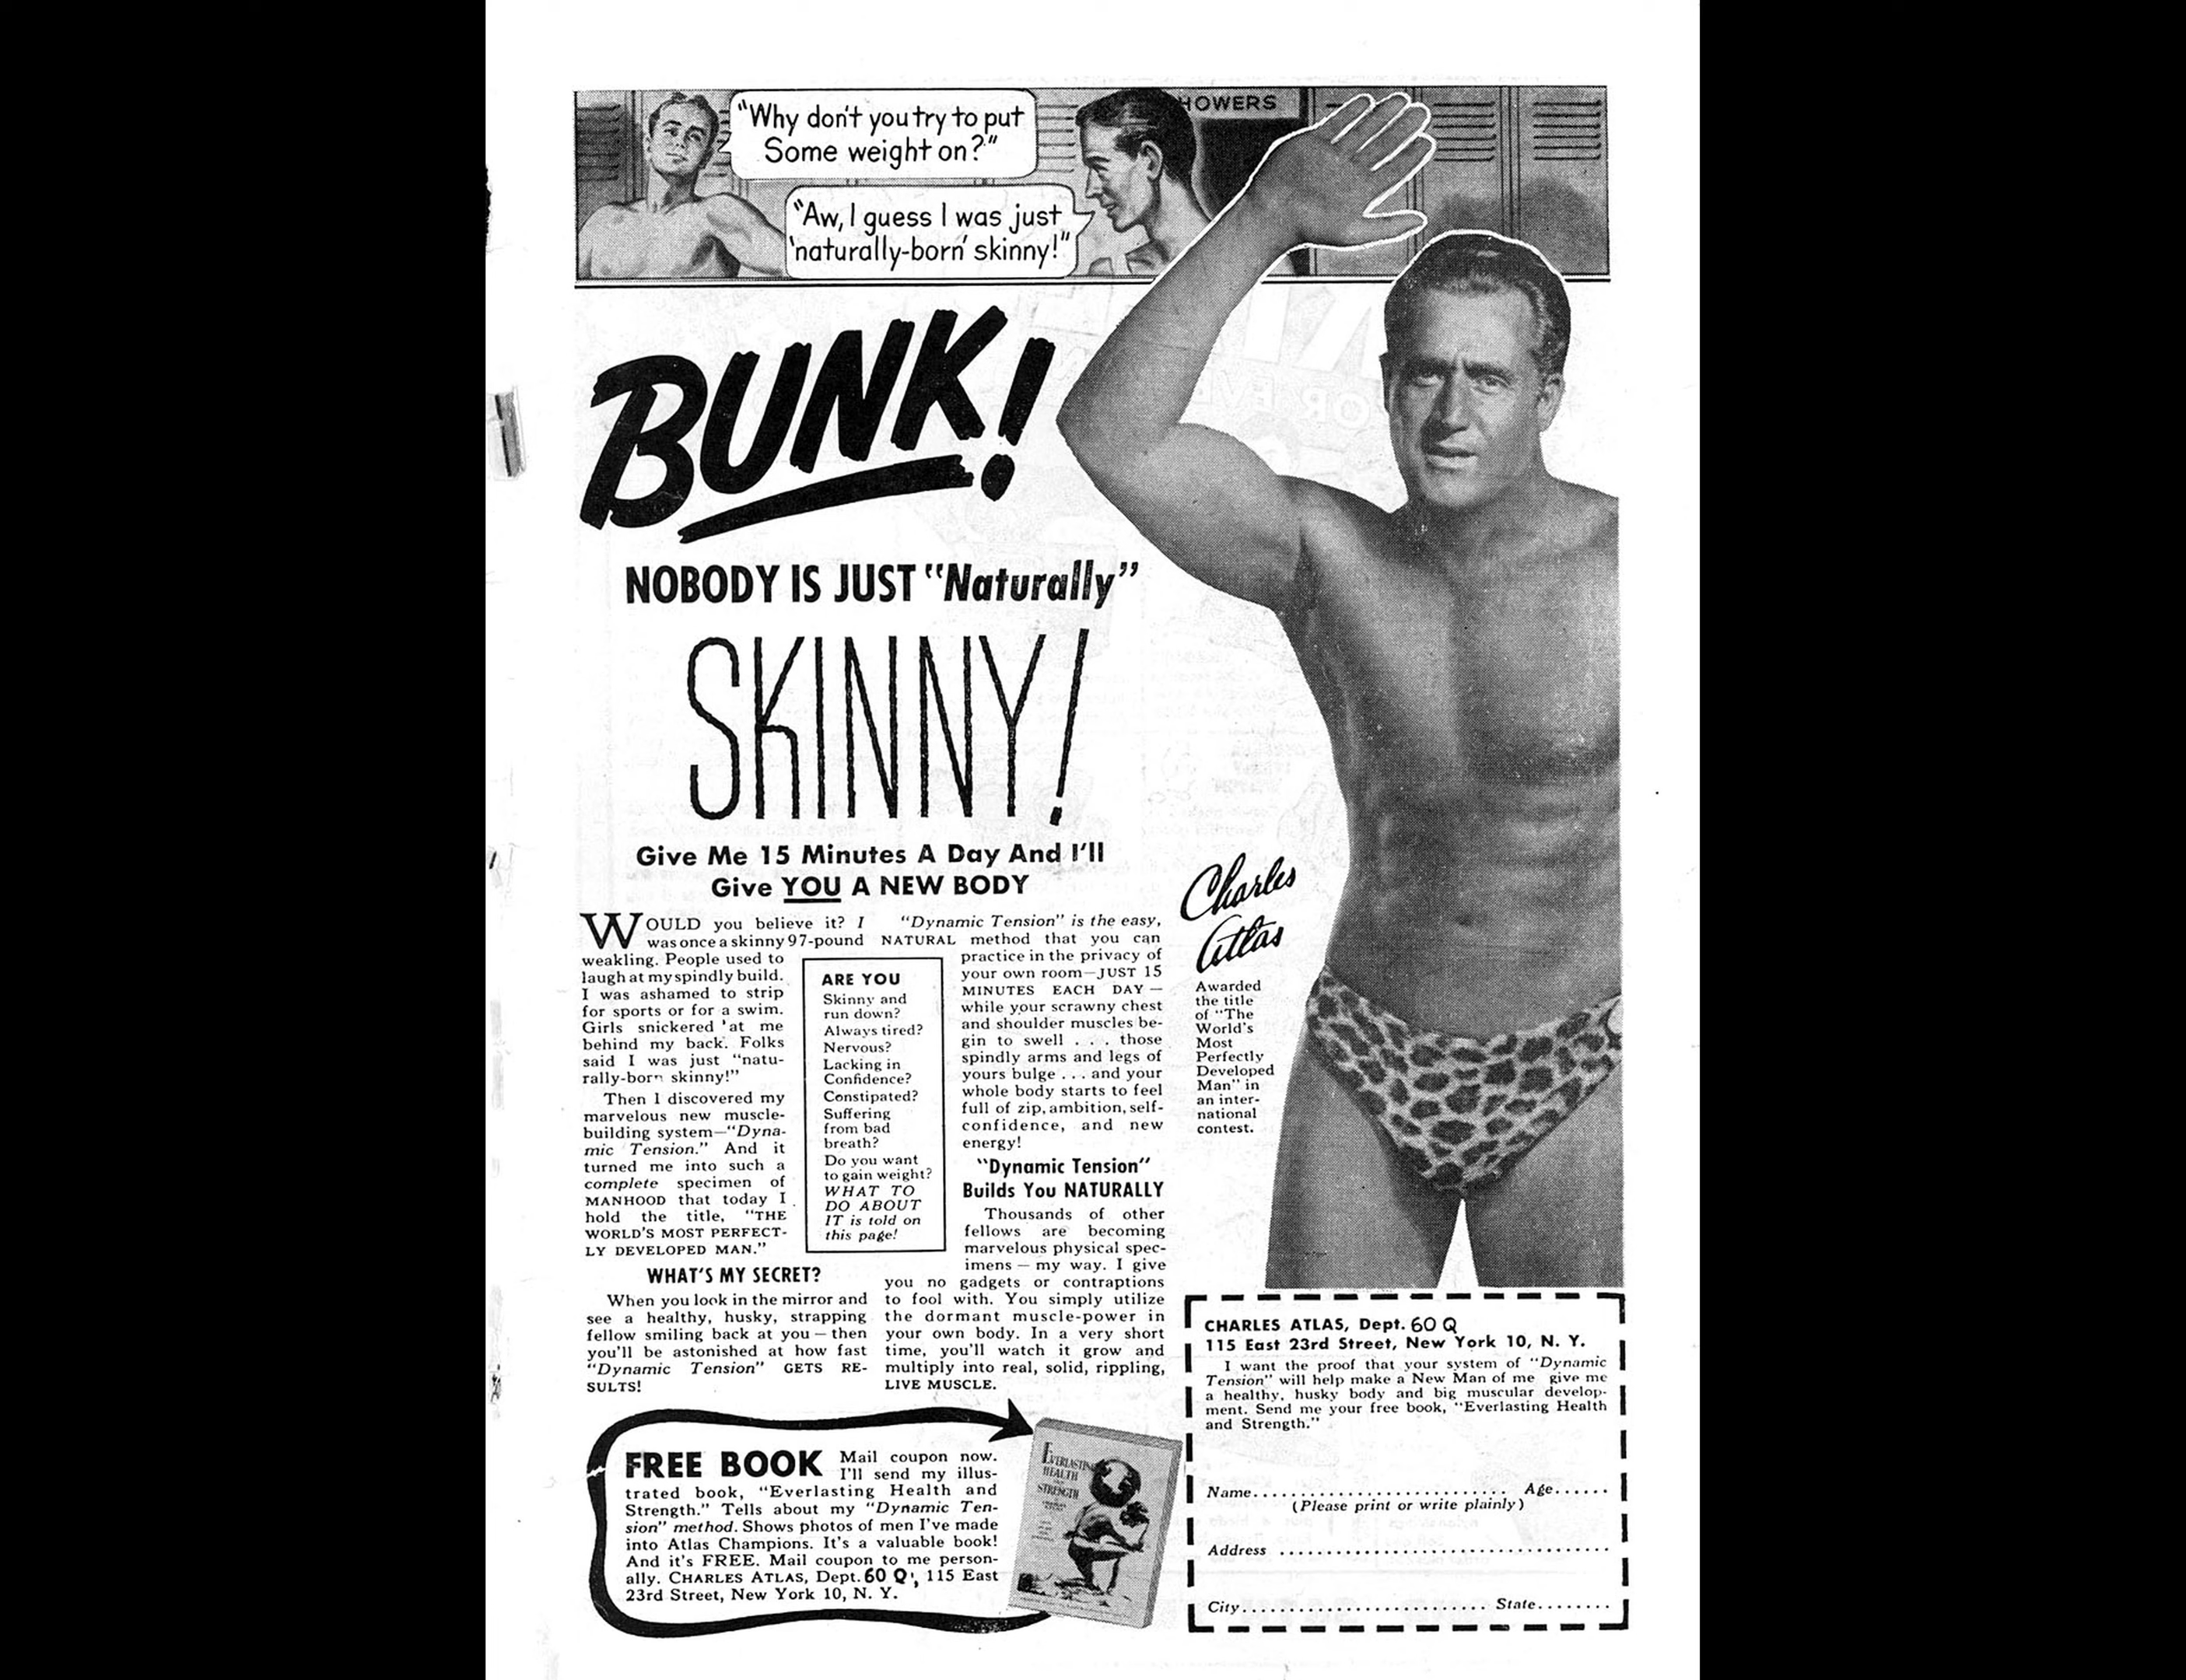 "Why don't you try to put
Some weight on?"
HOWERS
"Aw, I guess I was just
'naturally-born' skinny!"
BUNK!
NOBODY IS JUST "Naturally"
SKINNY!
Give Me 15 Minutes A Day And I'll
Give YOU A NEW BODY
WOULD you believe it? I
was once a skinny 97-pound
weakling. People used to
laugh at my spindly build.
I was ashamed to strip
for sports or for a swim.
Girls snickered at me
behind my back. Folks
said I was just "natu-
rally-born skinny!"
Then I discovered my
marvelous new muscle-
building system—"Dyna-
mic Tension." And it
turned me into such a
complete specimen of
MANHOOD that today I
hold the title, "THE
WORLD'S MOST PERFECT-
LY DEVELOPED MAN."
WHAT'S MY SECRET?
When you look in the mirror and
see a healthy, husky, strapping
fellow smiling back at you — then
you'll be astonished at how fast
"Dynamic Tension" GETS RE-
SULTS!
ARE YOU
Skinny and
run down?
Always tired?
Nervous?
Lacking in
Confidence?
Constipated?
Suffering
from bad
breath?
Do you want
to gain weight?
WHAT TO
DO ABOUT
IT is told on
this page!
"Dynamic Tension" is the easy,
NATURAL method that you can
practice in the privacy of
your own room—JUST 15
MINUTES EACH DAY —
while your scrawny chest
and shoulder muscles be-
gin to swell . . . those
spindly arms and legs of
yours bulge . . . and your
whole body starts to feel
full of zip, ambition, self-
confidence, and new
energy!
"Dynamic Tension"
Builds You NATURALLY
Thousands of other
fellows are becoming
marvelous physical spec-
imens — my way. I give
you no gadgets or contraptions
to fool with. You simply utilize
the dormant muscle-power in
your own body. In a very short
time, you'll watch it grow and
multiply into real, solid, rippling,
LIVE MUSCLE.
Charles
Atlas
Awarded
the title
of "The
World's
Most
Perfectly
Developed
Man" in
an inter-
national
contest.
FREE BOOK Mail coupon now.
I'll send my illus-
trated book, "Everlasting Health and
Strength." Tells about my "Dynamic Ten-
sion" method. Shows photos of men I've made
into Atlas Champions. It's a valuable book!
And it's FREE. Mail coupon to me person-
ally. CHARLES ATLAS, Dept. 60 Q, 115 East
23rd Street, New York 10, N. Y.
EVERLASTING
HEALTH
STRENGTH
CHARLES ATLAS, Dept. 60 Q
115 East 23rd Street, New York 10, N. Y.
I want the proof that your system of "Dynamic
Tension" will help make a New Man of me give me
a healthy, husky body and big muscular develop-
ment. Send me your free book, "Everlasting Health
and Strength."
Name........................... Age......
(Please print or write plainly)
Address ...................................
City.......................... State........